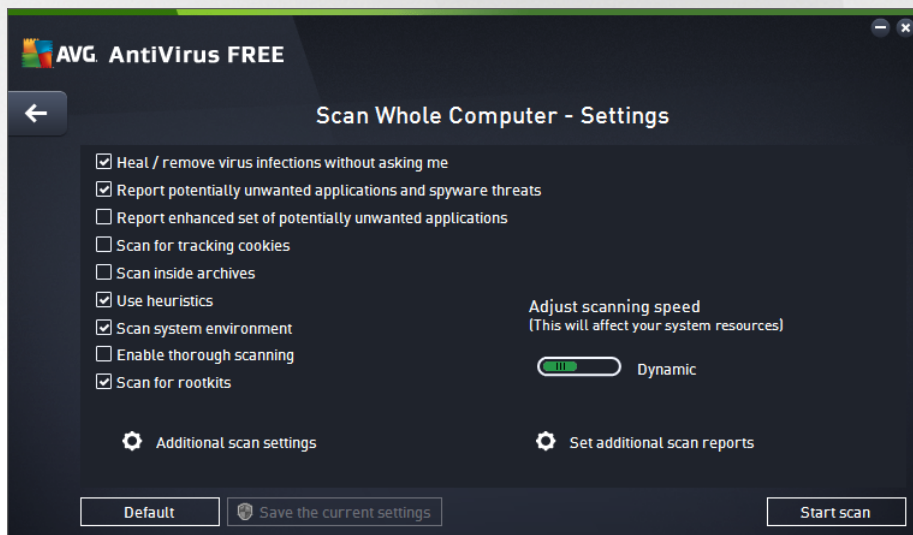 AVG. AntiVirus FREE
Scan Whole Computer - Settings
Heal / remove virus infections without asking me
Report potentially unwanted applications and spyware threats
Report enhanced set of potentially unwanted applications
Scan for tracking cookies
Scan inside archives
Use heuristics
Scan system environment
Enable thorough scanning
Scan for rootkits
Adjust scanning speed
(This will affect your system resources)
Dynamic
Additional scan settings
Set additional scan reports
Default
Save the current settings
Start scan